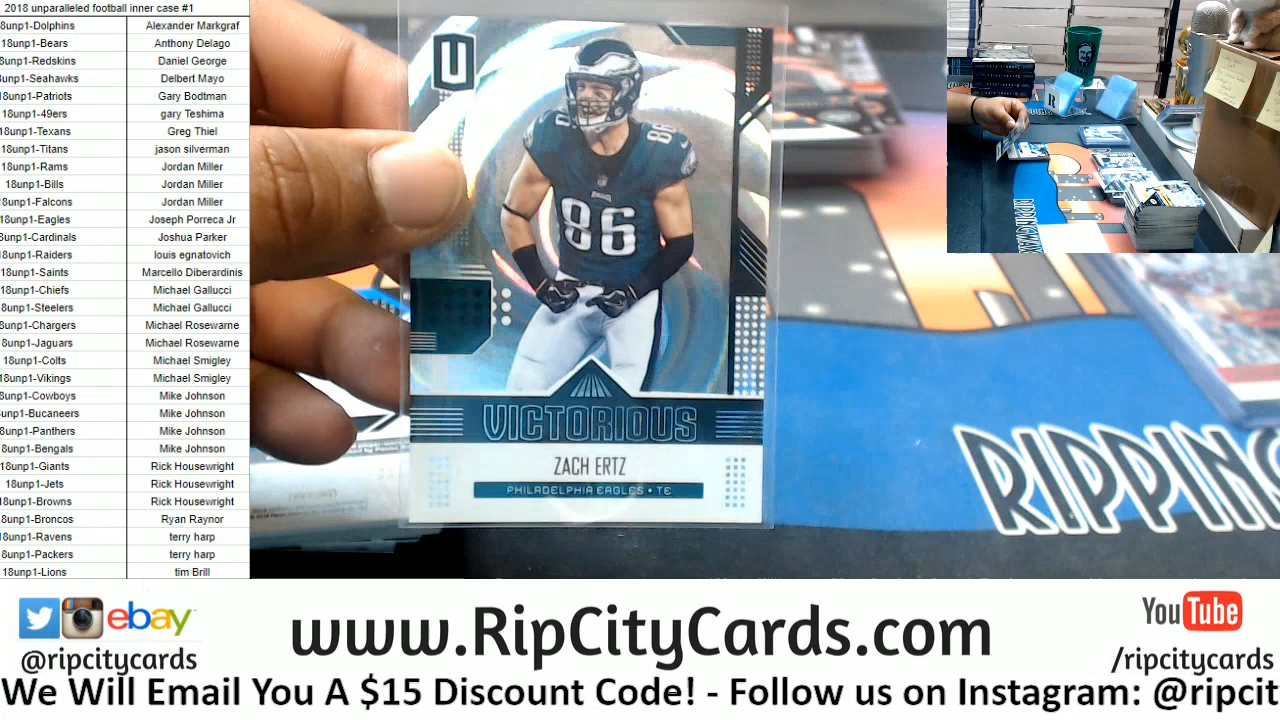 2018 unparalleled football inner case #1
8unp1-Dolphins Alexander Markgraf
18unp1-Bears Anthony Delago
8unp1-Redskins Daniel George
8unp1-Seahawks Delbert Mayo
18unp1-Patriots Gary Bodtman
18unp1-49ers gary Teshima
18unp1-Texans Greg Thiel
18unp1-Titans jason silverman
18unp1-Rams Jordan Miller
18unp1-Bills Jordan Miller
18unp1-Falcons Jordan Miller
18unp1-Eagles Joseph Porreca Jr
8unp1-Cardinals Joshua Parker
18unp1-Raiders louis egnatovich
18unp1-Saints Marcello Diberardinis
18unp1-Chiefs Michael Gallucci
8unp1-Steelers Michael Gallucci
8unp1-Chargers Michael Rosewarne
8unp1-Jaguars Michael Rosewarne
18unp1-Colts Michael Smigley
18unp1-Vikings Michael Smigley
8unp1-Cowboys Mike Johnson
unp1-Bucaneers Mike Johnson
8unp1-Panthers Mike Johnson
8unp1-Bengals Mike Johnson
18unp1-Giants Rick Housewright
18unp1-Jets Rick Housewright
8unp1-Browns Rick Housewright
8unp1-Broncos Ryan Raynor
18unp1-Ravens terry harp
8unp1-Packers terry harp
18unp1-Lions tim Brill
U
86
86
86
VICTORIOUS
ZACH ERTZ
PHILADELPHIA EAGLES • TE
RIPPING
RIPPINGWAX
R
ebay
@ripcitycards
www.RipCityCards.com
YouTube
/ripcitycards
We Will Email You A $15 Discount Code! - Follow us on Instagram: @ripcit